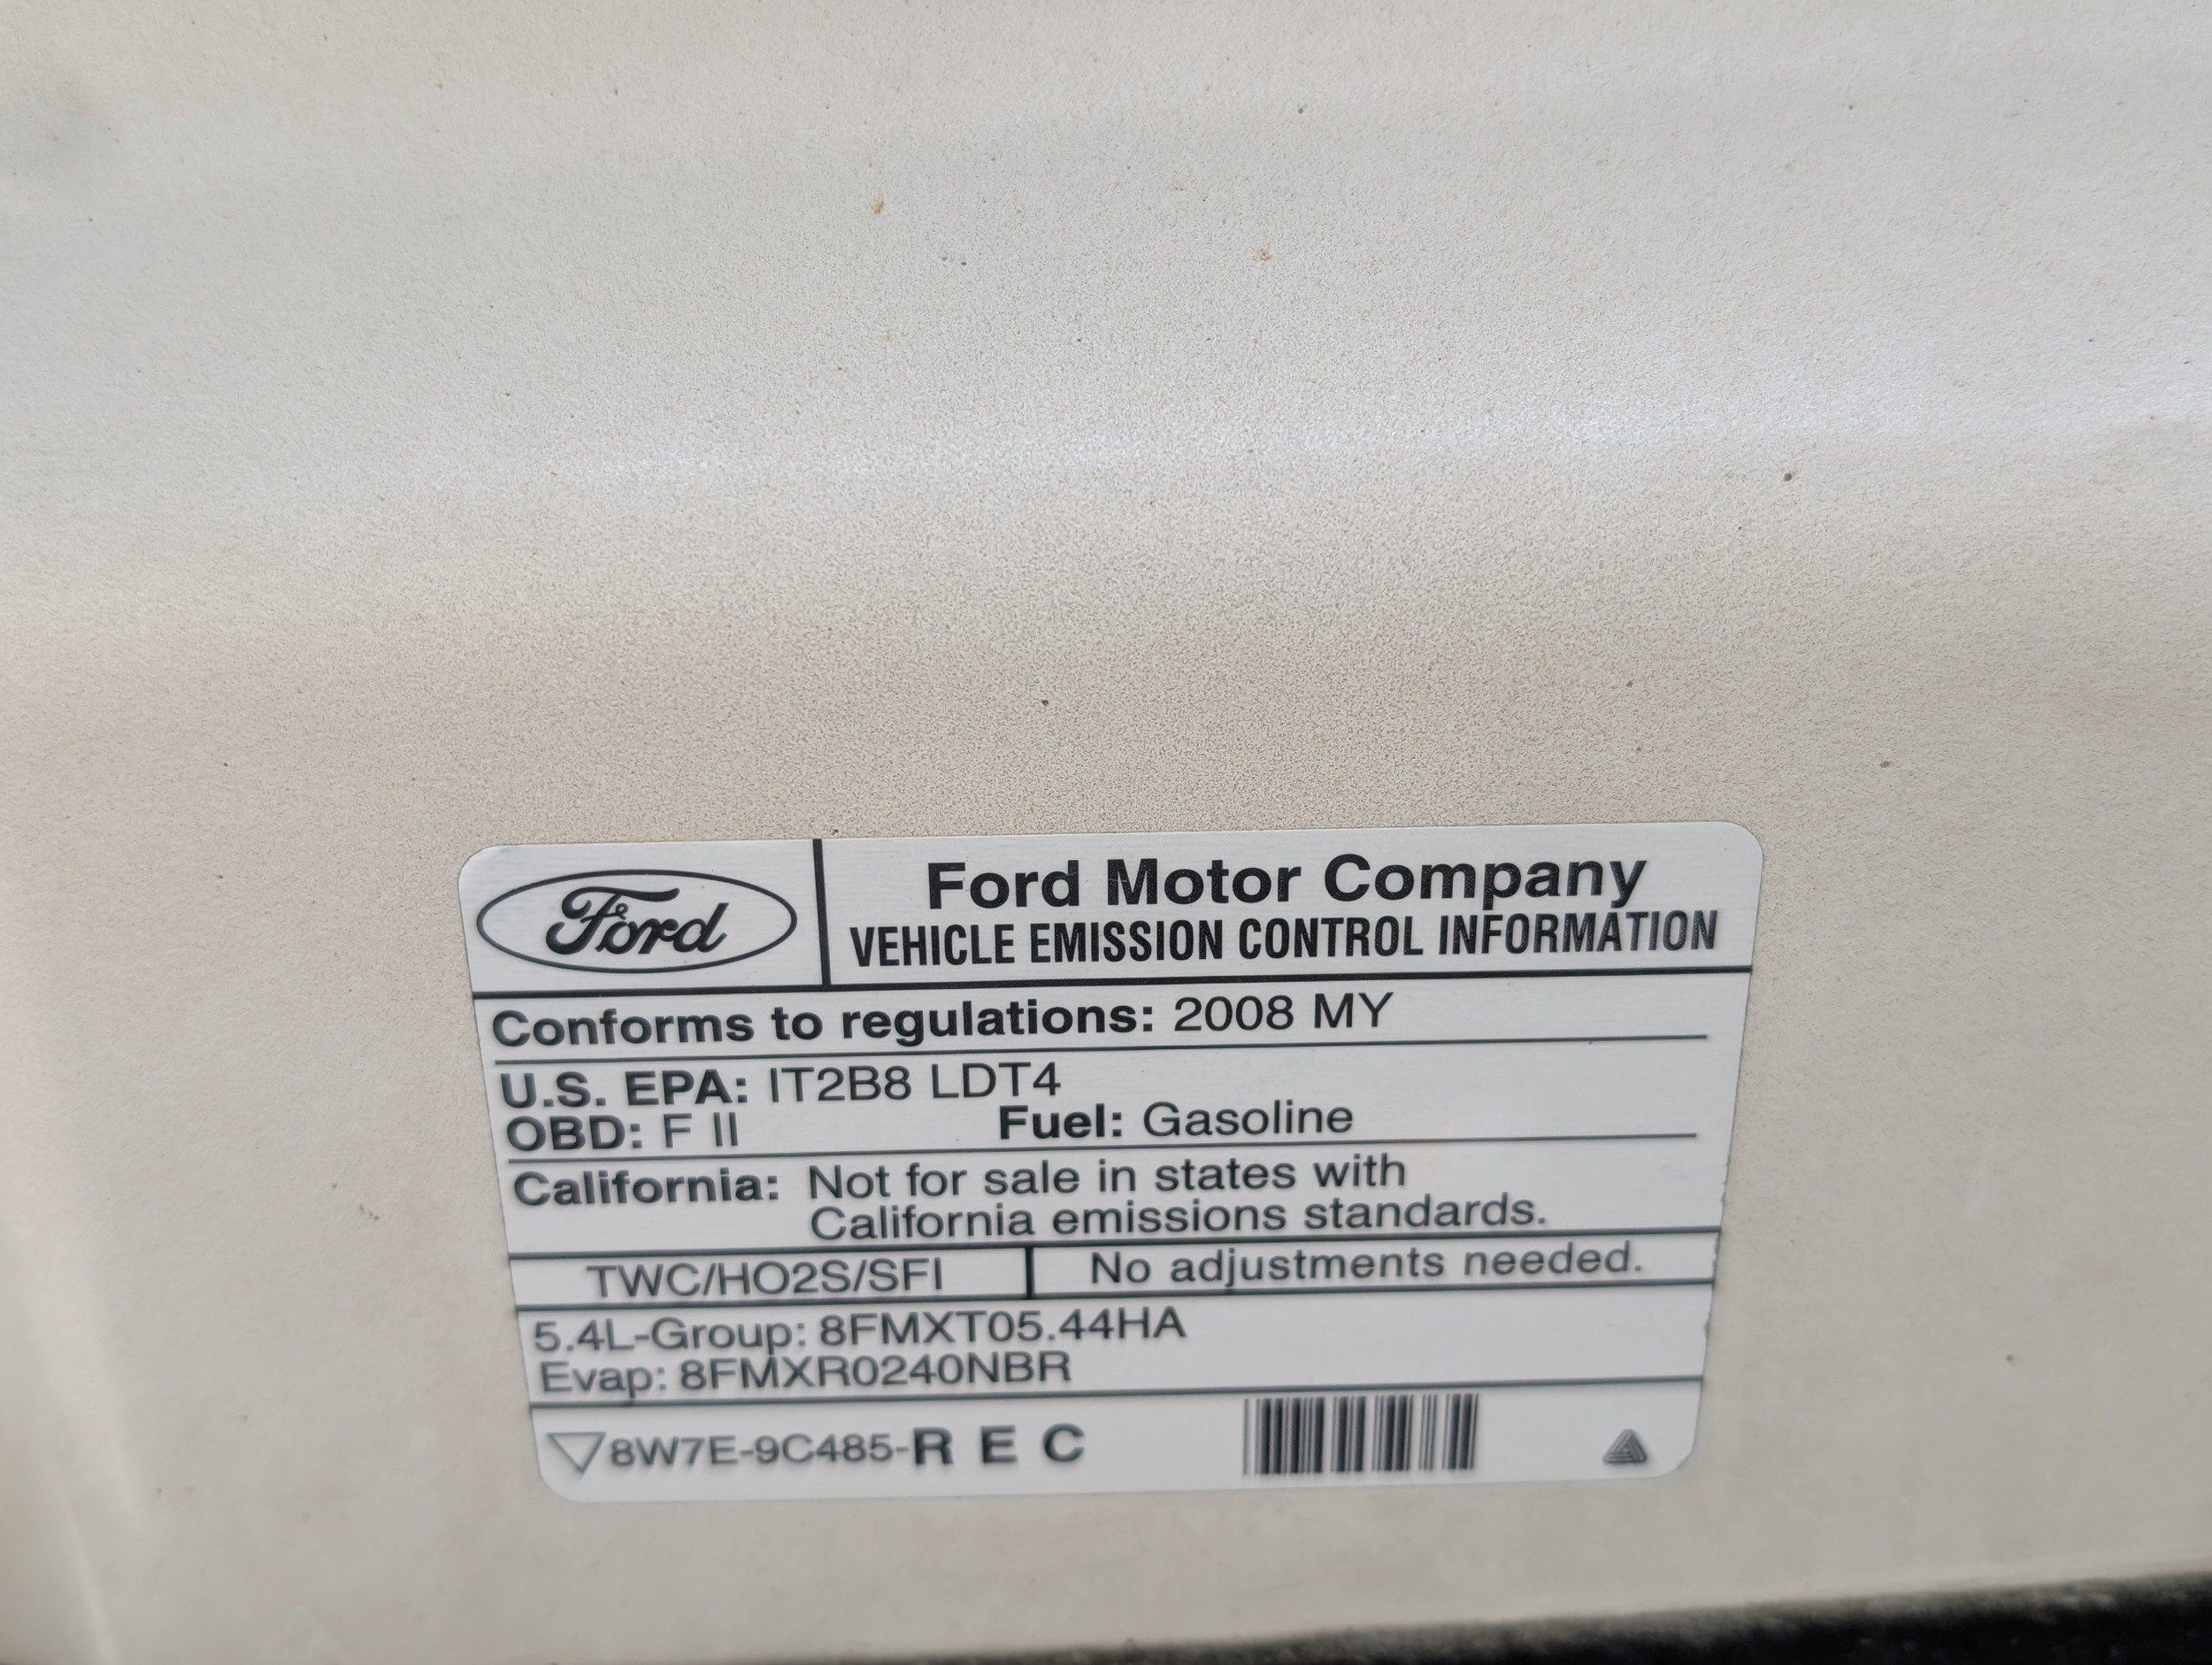 Ford
Ford Motor Company
VEHICLE EMISSION CONTROL INFORMATION
Conforms to regulations: 2008 MY
U.S. EPA: IT2B8 LDT4
OBD: F II Fuel: Gasoline
California: Not for sale in states with
California emissions standards.
TWC/HO2S/SFI No adjustments needed.
5.4L-Group: 8FMXT05.44HA
Evap: 8FMXR0240NBR
8W7E-9C485-R E C